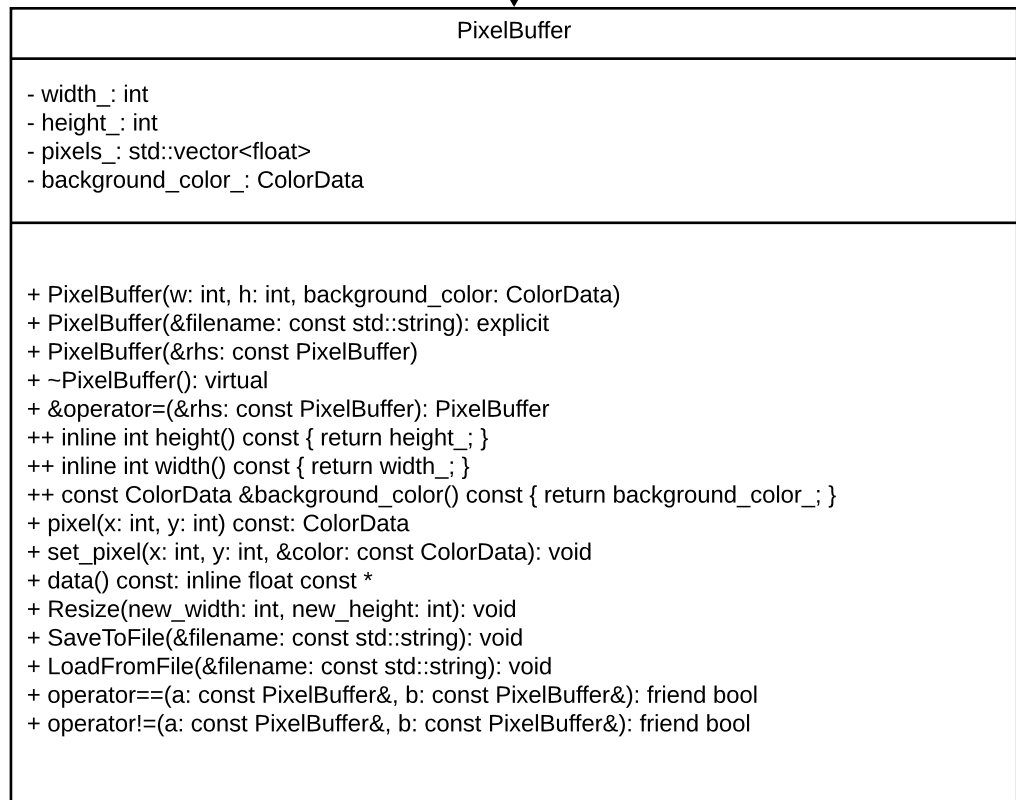 PixelBuffer
- width_: int
- height_: int
- pixels_: std::vector<float>
- background_color_: ColorData
+ PixelBuffer(w: int, h: int, background_color: ColorData)
+ PixelBuffer(&filename: const std::string): explicit
+ PixelBuffer(&rhs: const PixelBuffer)
+ ~PixelBuffer(): virtual
+ &operator=(&rhs: const PixelBuffer): PixelBuffer
++ inline int height() const { return height_; }
++ inline int width() const { return width_; }
++ const ColorData &background_color() const { return background_color_; }
+ pixel(x: int, y: int) const: ColorData
+ set_pixel(x: int, y: int, &color: const ColorData): void
+ data() const: inline float const *
+ Resize(new_width: int, new_height: int): void
+ SaveToFile(&filename: const std::string): void
+ LoadFromFile(&filename: const std::string): void
+ operator==(a: const PixelBuffer&, b: const PixelBuffer&): friend bool
+ operator!=(a: const PixelBuffer&, b: const PixelBuffer&): friend bool